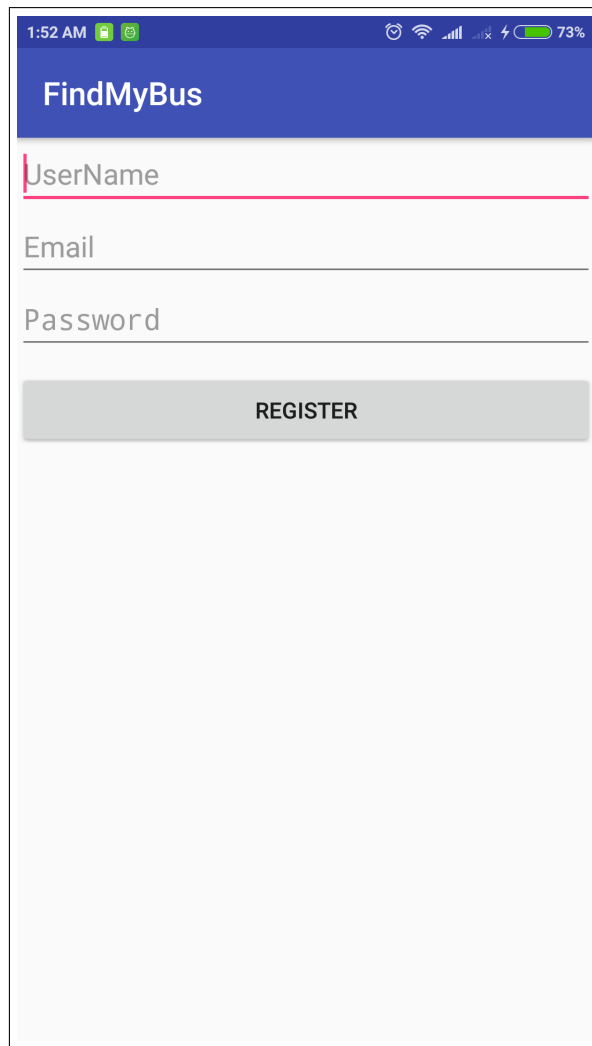 1:52 AM 73%
FindMyBus
UserName
Email
Password
REGISTER